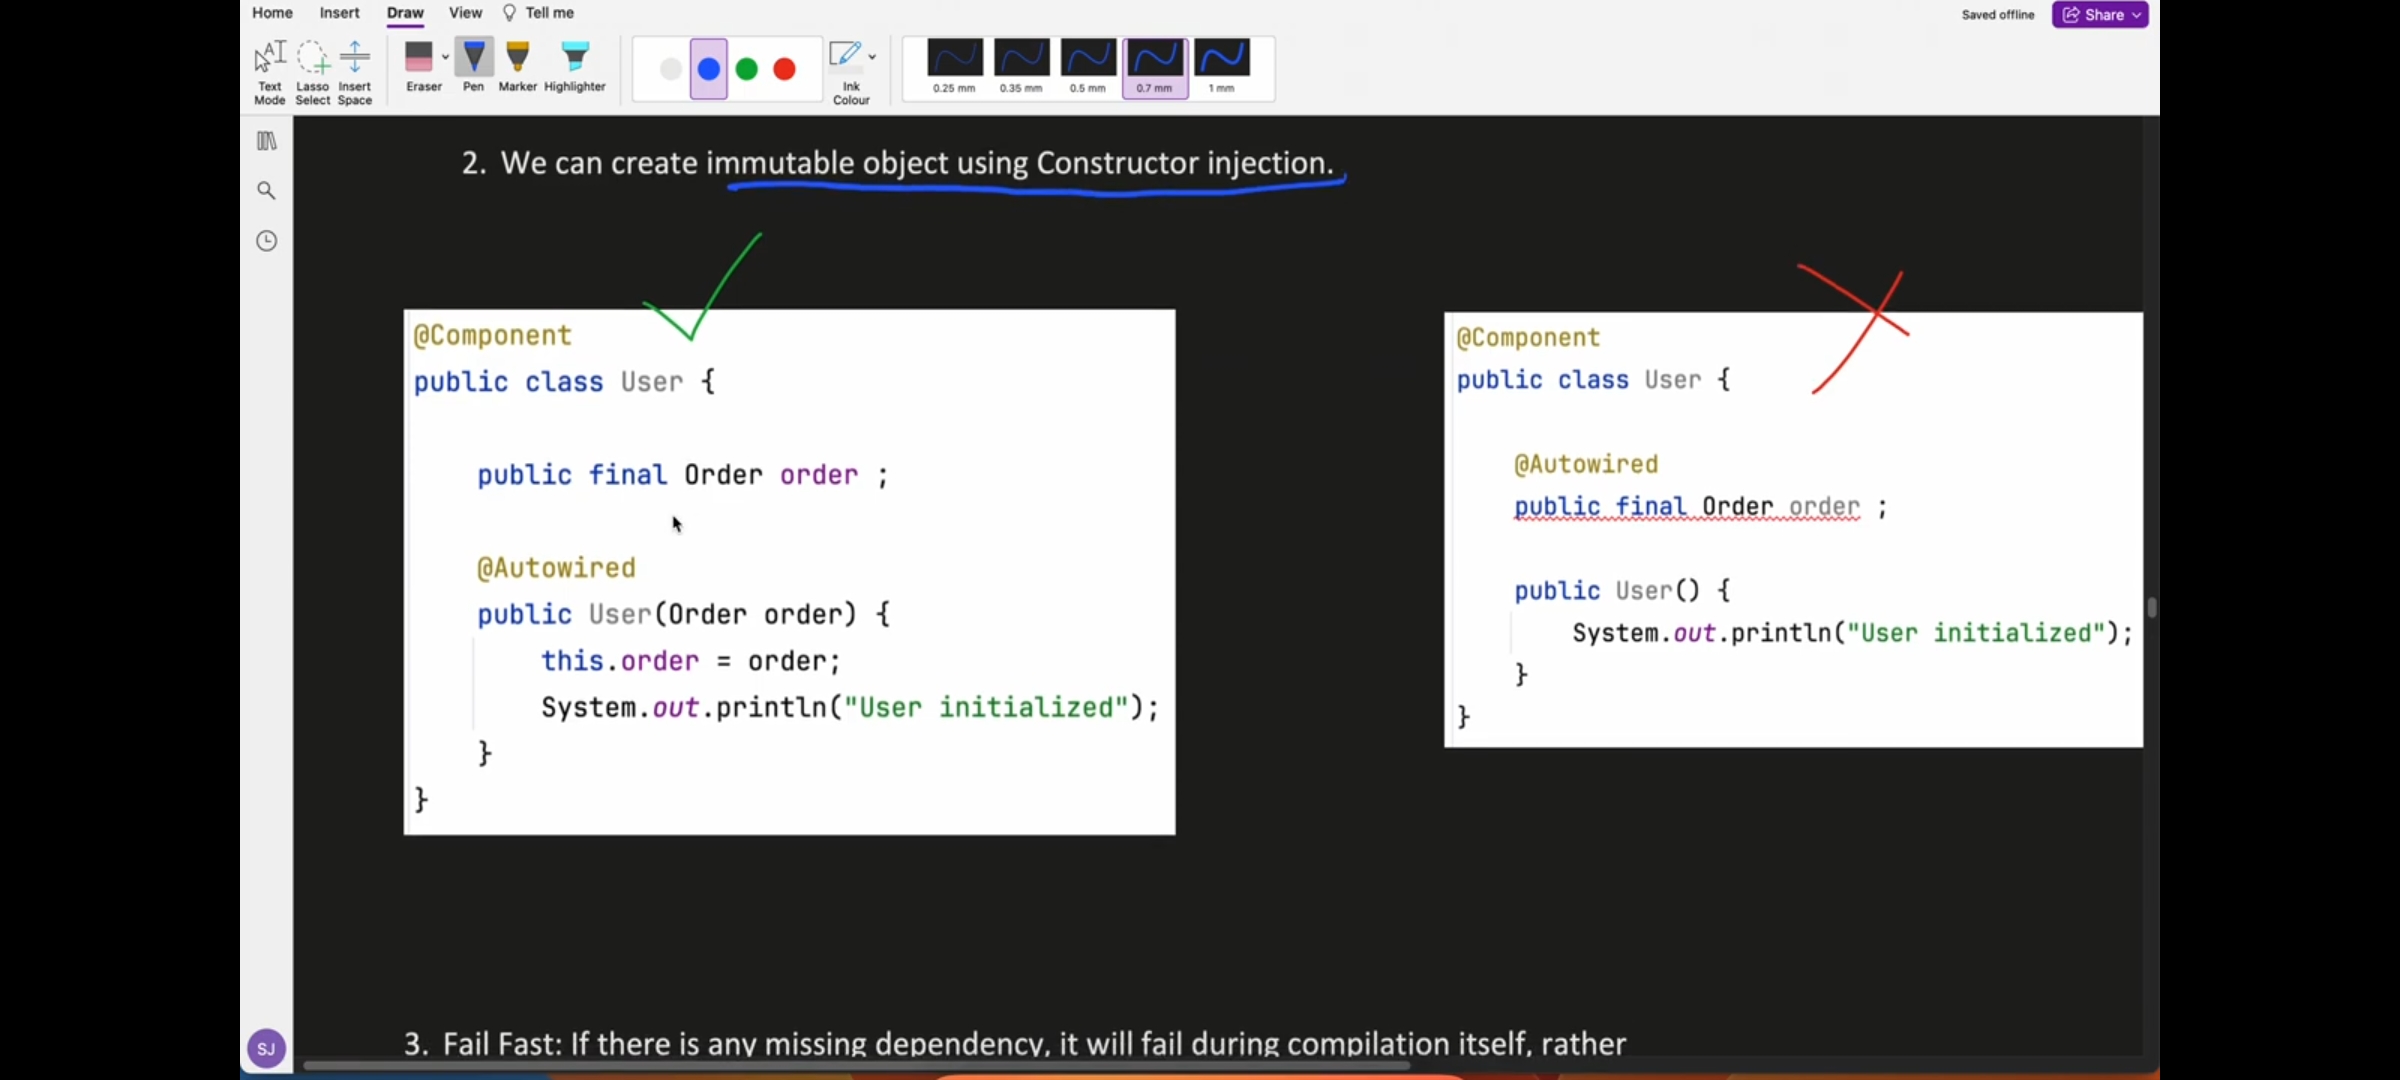 Home Insert Draw View Tell me
Saved offline Share
Text Mode
Lasso Select
Insert Space
Eraser
Pen
Marker
Highlighter
Ink Colour
0.25 mm
0.35 mm
0.5 mm
0.7 mm
1 mm
2. We can create immutable object using Constructor injection.
@Component
public class User {
public final Order order ;
@Autowired
public User(Order order) {
this.order = order;
System.out.println("User initialized");
}
}
@Component
public class User {
@Autowired
public final Order order ;
public User() {
System.out.println("User initialized");
}
}
3. Fail Fast: If there is any missing dependency, it will fail during compilation itself, rather
SJ